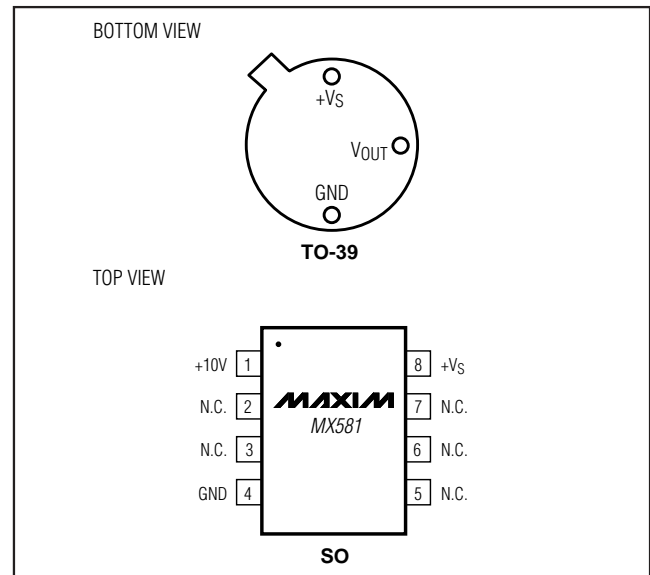 BOTTOM VIEW
+VS
VOUT
GND
TO-39
TOP VIEW
+10V 1 8 +VS
N.C. 2 MAXIM 7 N.C.
MX581
N.C. 3 6 N.C.
GND 4 5 N.C.
SO